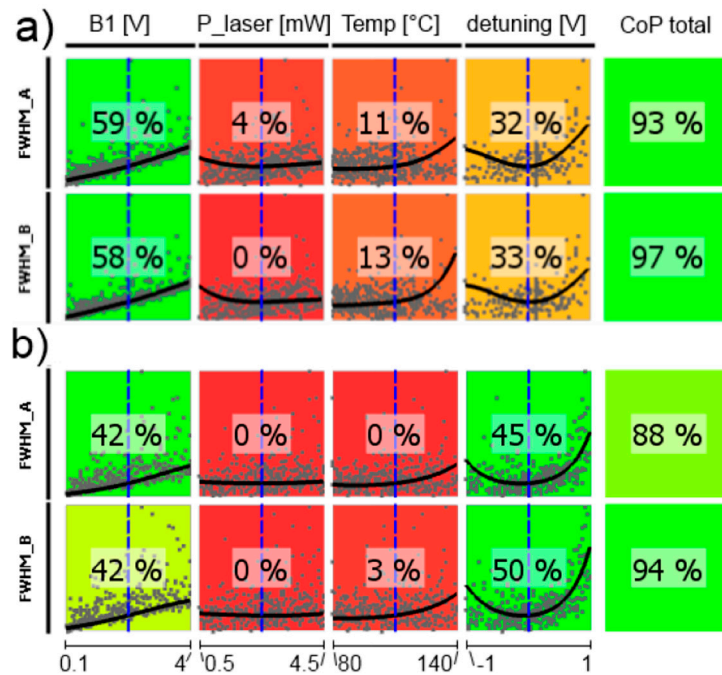 a)
B1 [V] P_laser [mW] Temp [°C] detuning [V] CoP total
FWHM_A
59 % 4 % 11 % 32 % 93 %
FWHM_B
58 % 0 % 13 % 33 % 97 %
b)
FWHM_A
42 % 0 % 0 % 45 % 88 %
FWHM_B
42 % 0 % 3 % 50 % 94 %
0.1 4 0.5 4.5 80 140 -1 1